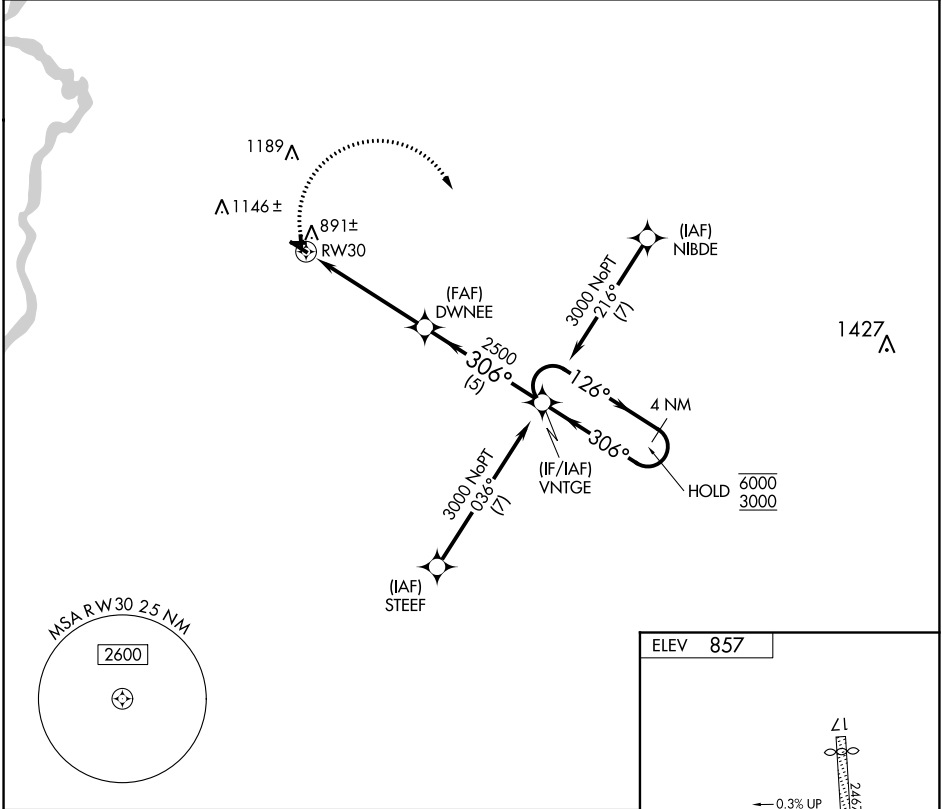 1189
1146 ±
891±
RW30
(IAF)
NIBDE
(FAF)
DWNEE
3000 NoPT
216°
(7)
1427
2500
306°
(5)
126°
4 NM
306°
(IF/IAF)
VNTGE
HOLD 6000
3000
3000 NoPT
036°
(7)
(IAF)
STEEF
MSA RW30 25 NM
2600
ELEV 857
17
0.3% UP